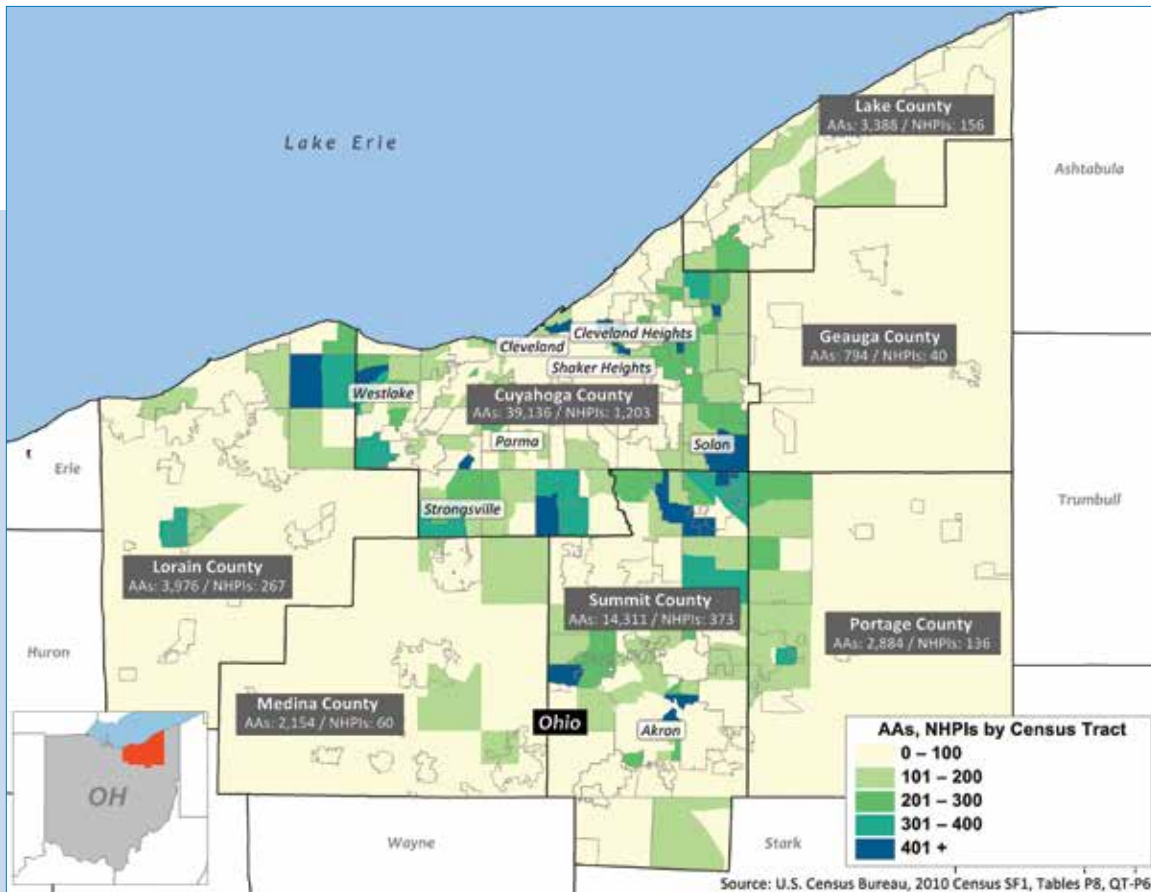 Lake County
AAs: 3,388 / NHPIs: 156
Lake Erie
Ashtabula
Cleveland Heights
Cleveland
Geauga County
AAs: 794 / NHPIs: 40
Shaker Heights
Westlake
Cuyahoga County
AAs: 39,136 / NHPIs: 1,203
Parma
Solon
Erie
Trumbull
Strongsville
Lorain County
AAs: 3,976 / NHPIs: 267
Summit County
AAs: 14,311 / NHPIs: 373
Portage County
AAs: 2,884 / NHPIs: 136
Huron
Medina County
AAs: 2,154 / NHPIs: 60
Ohio
Akron
AAs, NHPIs by Census Tract
0 – 100
101 – 200
201 – 300
301 – 400
401 +
OH
Wayne
Stark
Source: U.S. Census Bureau, 2010 Census SF1, Tables P8, QT-P6